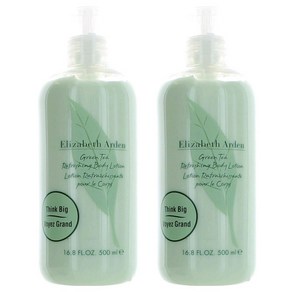 Elizabeth Arden
Green Tea
Refreshing Body Lotion
Lotion Rafraîchissante
pour le Corps
Think Big
Voyez Grand
16.8 FL.OZ. 500 ml ℮
Elizabeth Arden
Green Tea
Refreshing Body Lotion
Lotion Rafraîchissante
pour le Corps
Think Big
Voyez Grand
16.8 FL.OZ. 500 ml ℮